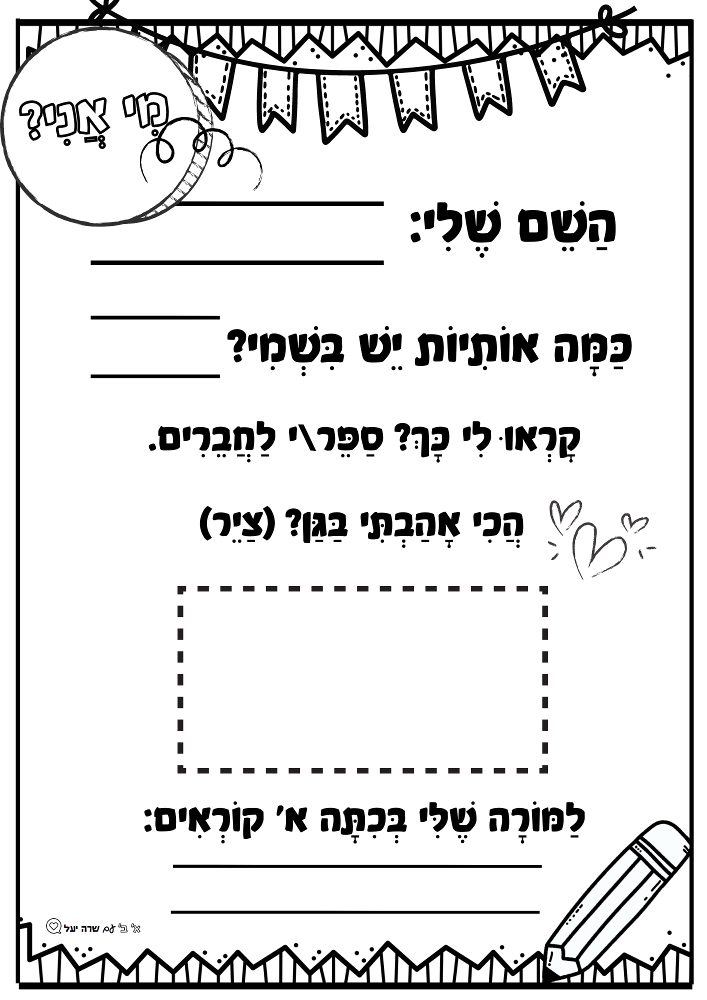 מִי אֲנִי?
הַשֵּׁם שֶׁלִּי:
כַּמָּה אוֹתִיּוֹת יֵשׁ בִּשְׁמִי?
קָרְאוּ לִי כָּךְ? סַפֵּר\י לַחֲבֵרִים.
הֲכִי אָהַבְתִּי בַּגַּן? (צַיֵּר)
לַמּוֹרָה שֶׁלִּי בְּכִתָּה א' קוֹרְאִים:
א' ב' עם שרה יעל